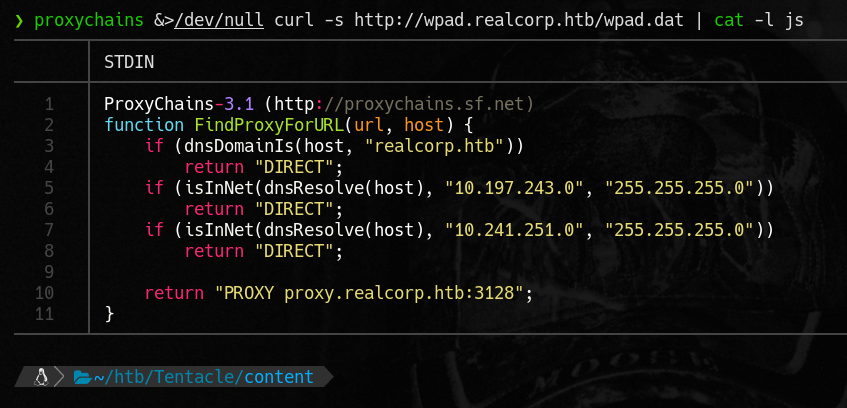 ❯ proxychains &>/dev/null curl -s http://wpad.realcorp.htb/wpad.dat | cat -l js
STDIN
1 ProxyChains-3.1 (http://proxychains.sf.net)
2 function FindProxyForURL(url, host) {
3 if (dnsDomainIs(host, "realcorp.htb"))
4 return "DIRECT";
5 if (isInNet(dnsResolve(host), "10.197.243.0", "255.255.255.0"))
6 return "DIRECT";
7 if (isInNet(dnsResolve(host), "10.241.251.0", "255.255.255.0"))
8 return "DIRECT";
9
10 return "PROXY proxy.realcorp.htb:3128";
11 }
MOOSE
~/htb/Tentacle/content